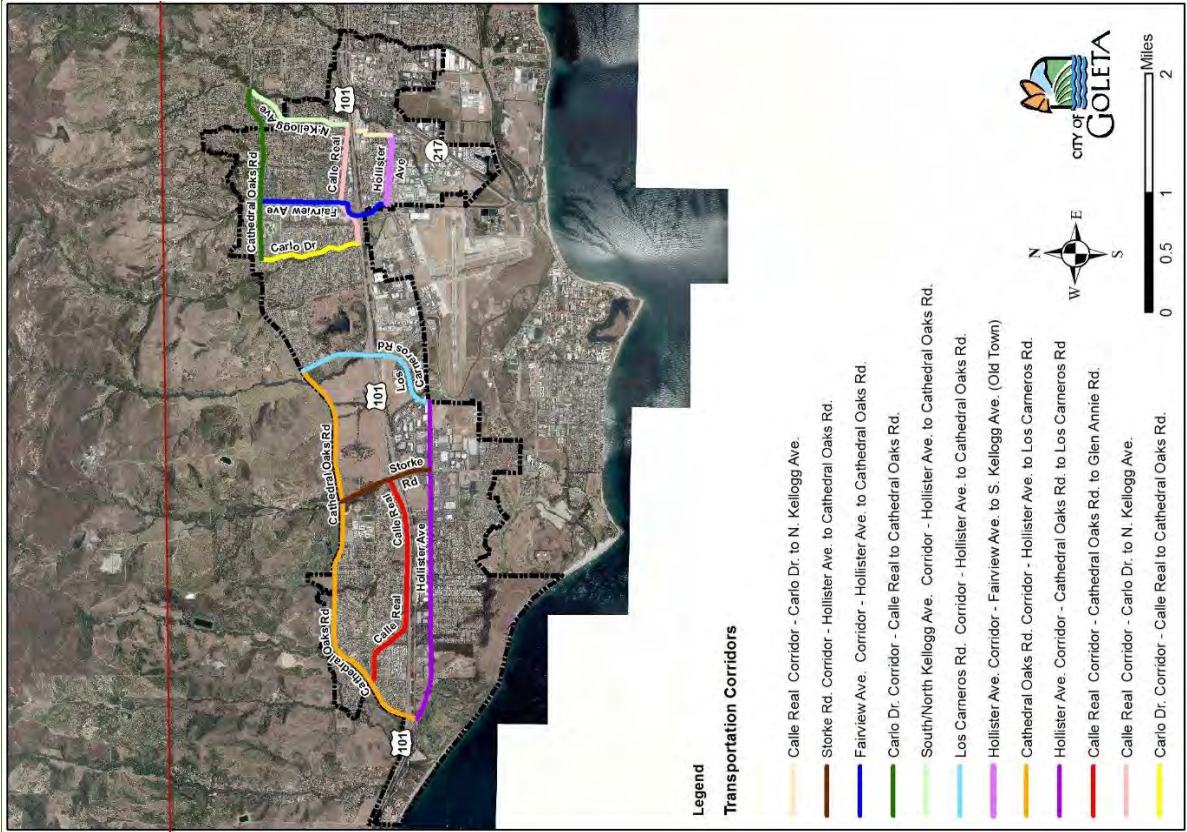 Cathedral Oaks Rd
N Kellogg Ave.
101
Calle Real
Fairview Ave
Hollister
Ave
217
Carlo Dr
Los
Carneros Rd
101
Cathedral Oaks Rd
Storke
Rd
Calle Real
Hollister Ave
Calle Real
Cathedral Oaks Rd
101
Legend
Transportation Corridors
Calle Real Corridor - Carlo Dr. to N. Kellogg Ave.
Storke Rd. Corridor - Hollister Ave. to Cathedral Oaks Rd.
Fairview Ave. Corridor - Hollister Ave. to Cathedral Oaks Rd.
Carlo Dr. Corridor - Calle Real to Cathedral Oaks Rd.
South/North Kellogg Ave. Corridor - Hollister Ave. to Cathedral Oaks Rd.
Los Carneros Rd. Corridor - Hollister Ave. to Cathedral Oaks Rd.
Hollister Ave. Corridor - Fairview Ave. to S. Kellogg Ave. (Old Town)
Cathedral Oaks Rd. Corridor - Hollister Ave. to Los Carneros Rd.
Hollister Ave. Corridor - Cathedral Oaks Rd. to Los Carneros Rd
Calle Real Corridor - Cathedral Oaks Rd. to Glen Annie Rd.
Calle Real Corridor - Carlo Dr. to N. Kellogg Ave.
Carlo Dr. Corridor - Calle Real to Cathedral Oaks Rd.
N
W E
S
CITY OF
GOLETA
0 0.5 1 2
Miles